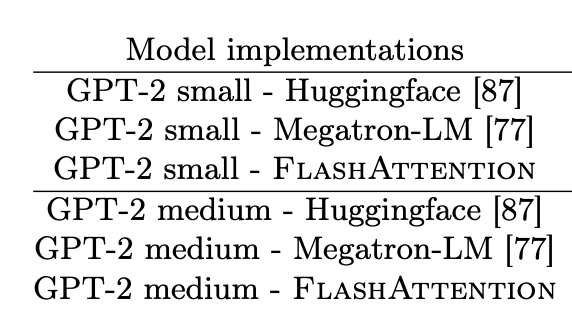 Model implementations
GPT-2 small - Huggingface [87]
GPT-2 small - Megatron-LM [77]
GPT-2 small - FLASHATTENTION
GPT-2 medium - Huggingface [87]
GPT-2 medium - Megatron-LM [77]
GPT-2 medium - FLASHATTENTION